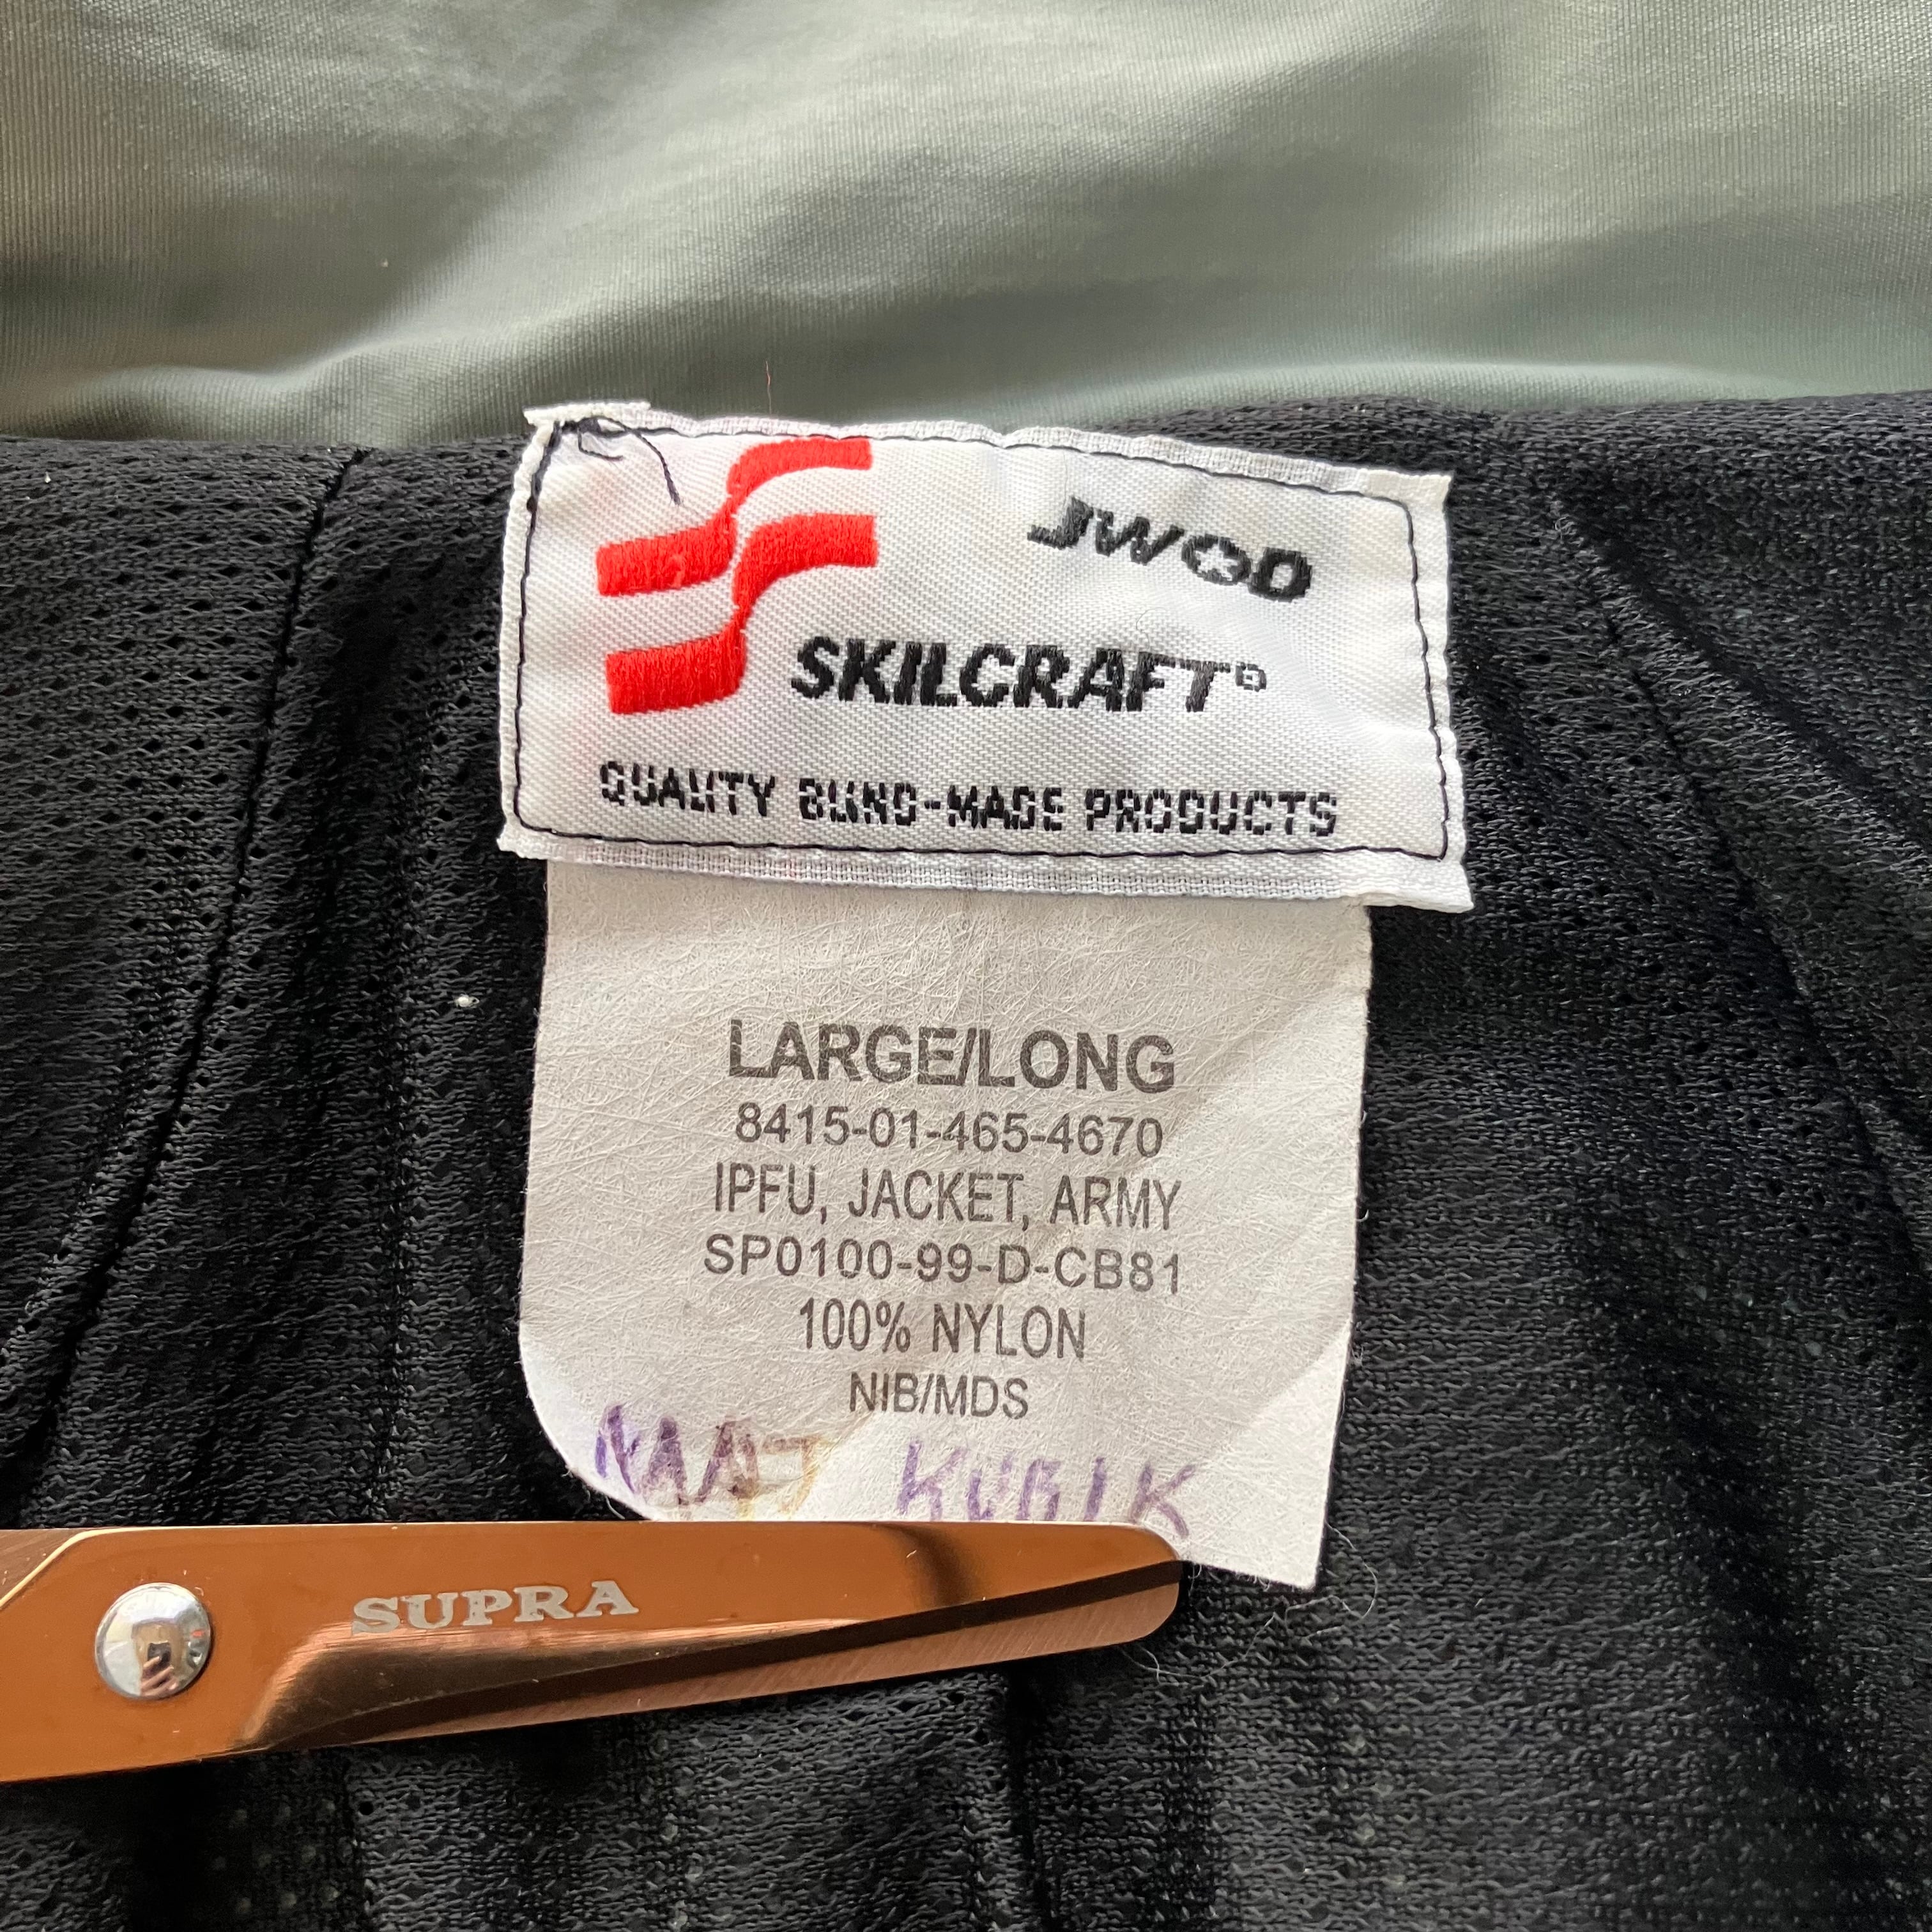 JWOD
SKILCRAFT®
QUALITY BLIND-MADE PRODUCTS
LARGE/LONG
8415-01-465-4670
IPFU, JACKET, ARMY
SP0100-99-D-CB81
100% NYLON
NIB/MDS
MAJ KUBIK
SUPRA